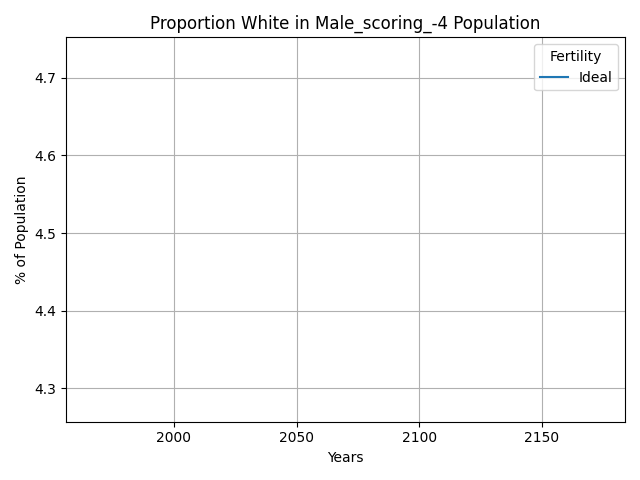 Proportion White in Male_scoring_-4 Population
Fertility
Ideal
4.7
4.6
4.5
4.4
4.3
% of Population
2000
2050
2100
2150
Years